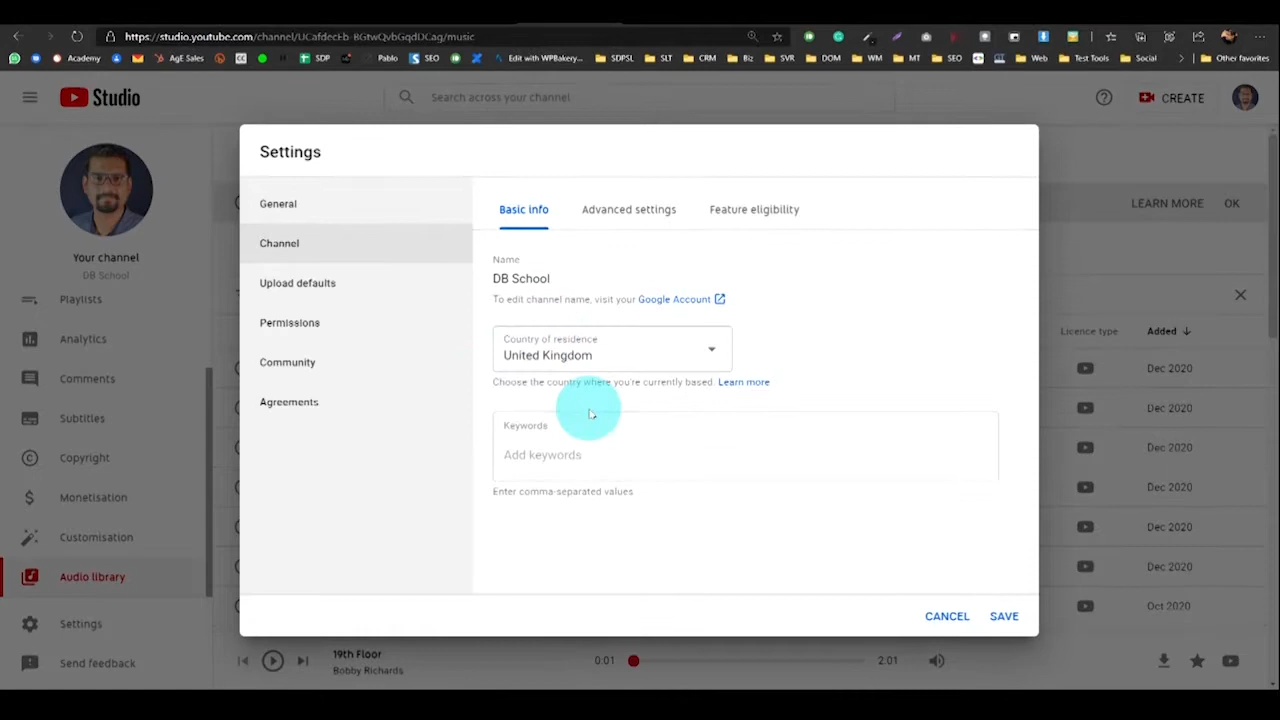 https://studio.youtube.com/channel/UCafdecEb-BGtwQvbGqdDCag/music
Academy
AgE Sales
CC
SDP
Pablo
SEO
Edit with WPBakery...
SDPSL
SLT
CRM
Biz
SVR
DOM
WM
MT
SEO
Web
Test Tools
Social
Other favorites
Studio
Search across your channel
CREATE
Your channel
DB School
Playlists
Analytics
Comments
Subtitles
Copyright
Monetisation
Customisation
Audio library
Settings
Send feedback
LEARN MORE
OK
Licence type
Added
Dec 2020
Dec 2020
Dec 2020
Dec 2020
Dec 2020
Dec 2020
Oct 2020
Settings
General
Channel
Upload defaults
Permissions
Community
Agreements
Basic info
Advanced settings
Feature eligibility
Name
DB School
To edit channel name, visit your Google Account
Country of residence
United Kingdom
Choose the country where you're currently based. Learn more
Keywords
Add keywords
Enter comma-separated values
CANCEL
SAVE
19th Floor
Bobby Richards
0:01
2:01